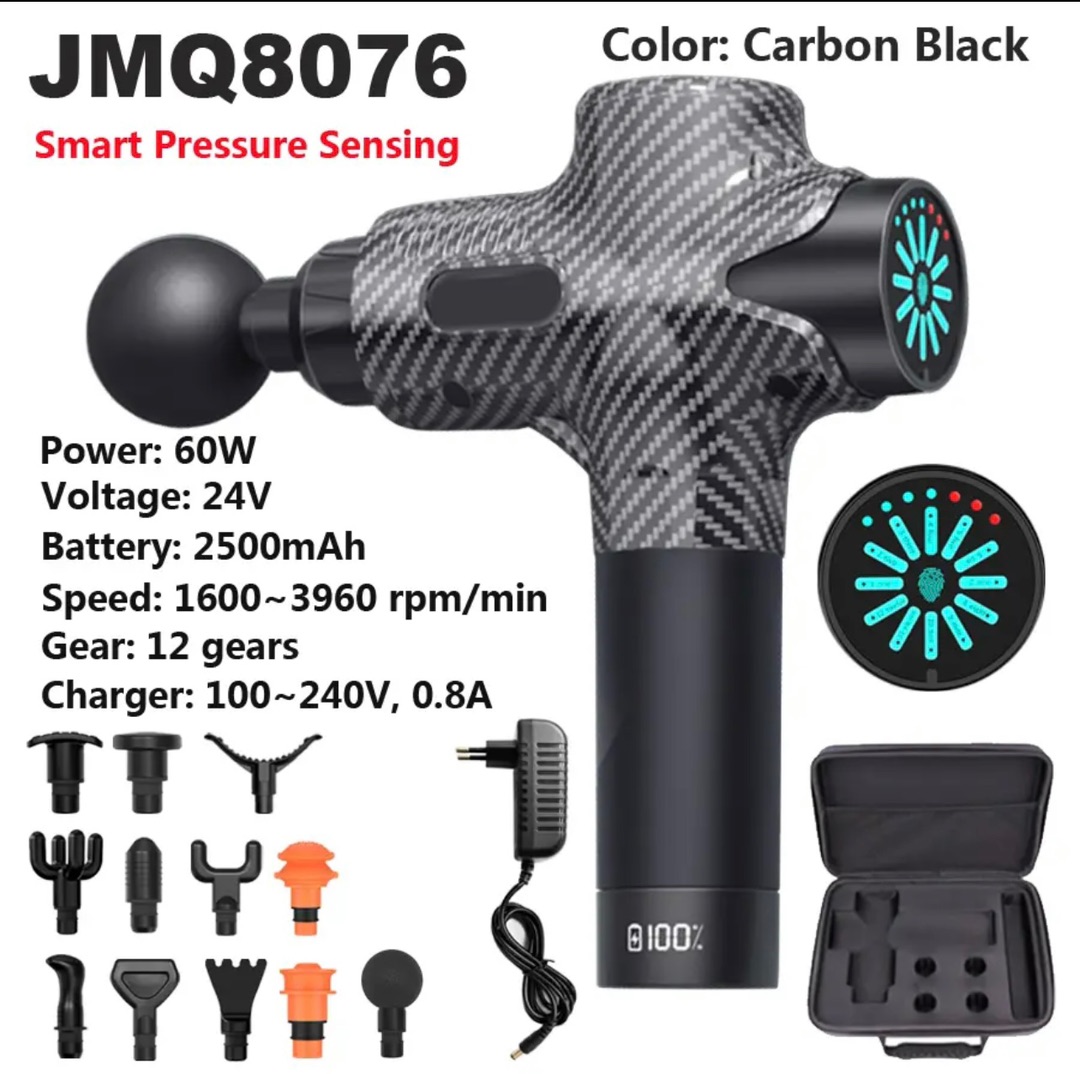 JMQ8076
Color: Carbon Black
Smart Pressure Sensing
Power: 60W
Voltage: 24V
Battery: 2500mAh
Speed: 1600~3960 rpm/min
Gear: 12 gears
Charger: 100~240V, 0.8A
100%